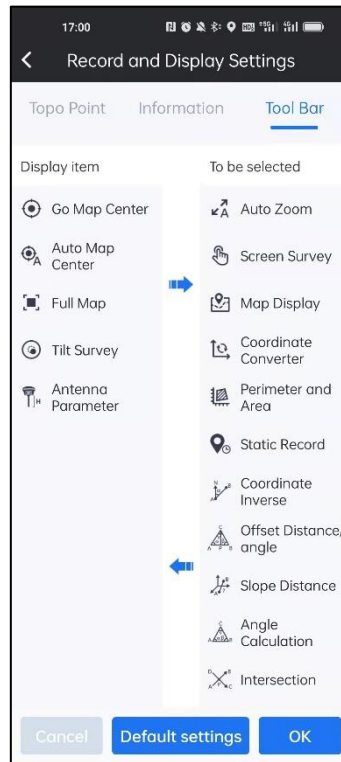 17:00
Record and Display Settings
Topo Point Information Tool Bar
Display item
Go Map Center
Auto Map
Center
Full Map
Tilt Survey
Antenna
Parameter
To be selected
Auto Zoom
Screen Survey
Map Display
Coordinate
Converter
Perimeter and
Area
Static Record
Coordinate
Inverse
Offset Distance,
angle
Slope Distance
Angle
Calculation
Intersection
Cancel Default settings OK